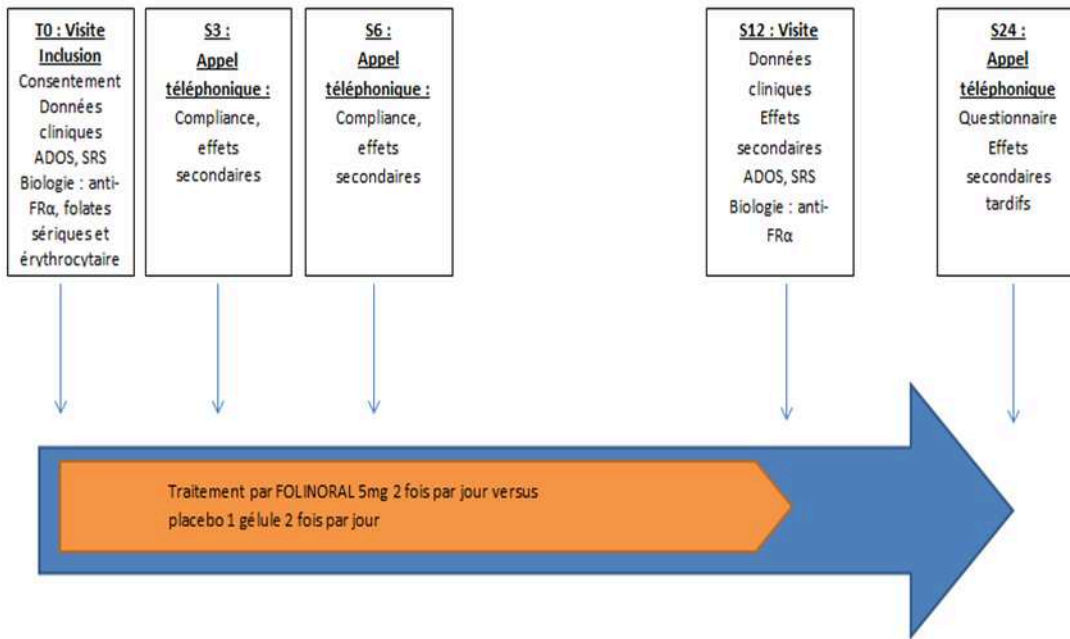 T0 : Visite
Inclusion
Consentement
Données
cliniques
ADOS, SRS
Biologie : anti-
FRα, folates
sériques et
érythrocytaire
S3 :
Appel
téléphonique :
Compliance,
effets
secondaires
S6 :
Appel
téléphonique :
Compliance,
effets
secondaires
S12 : Visite
Données
cliniques
Effets
secondaires
ADOS, SRS
Biologie : anti-
FRα
S24 :
Appel
téléphonique
Questionnaire
Effets
secondaires
tardifs
Traitement par FOLINORAL 5mg 2 fois par jour versus
placebo 1 gélule 2 fois par jour